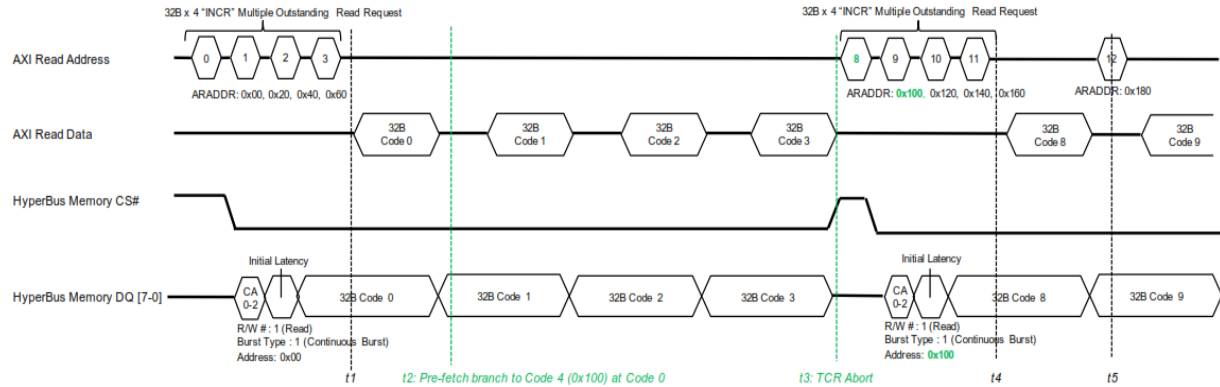 32B x 4 "INCR" Multiple Outstanding Read Request
32B x 4 "INCR" Multiple Outstanding Read Request
AXI Read Address
0
1
2
3
8
9
10
11
12
ARADDR: 0x00, 0x20, 0x40, 0x60
ARADDR: 0x100, 0x120, 0x140, 0x160
ARADDR: 0x180
AXI Read Data
32B
Code 0
32B
Code 1
32B
Code 2
32B
Code 3
32B
Code 8
32B
Code 9
HyperBus Memory CS#
Initial Latency
Initial Latency
HyperBus Memory DQ [7-0]
CA
0-2
32B Code 0
32B Code 1
32B Code 2
32B Code 3
CA
0-2
32B Code 8
32B Code 9
R/W # : 1 (Read)
Burst Type : 1 (Continuous Burst)
Address: 0x00
R/W # : 1 (Read)
Burst Type : 1 (Continuous Burst)
Address: 0x100
t1
t2: Pre-fetch branch to Code 4 (0x100) at Code 0
t3: TCR Abort
t4
t5